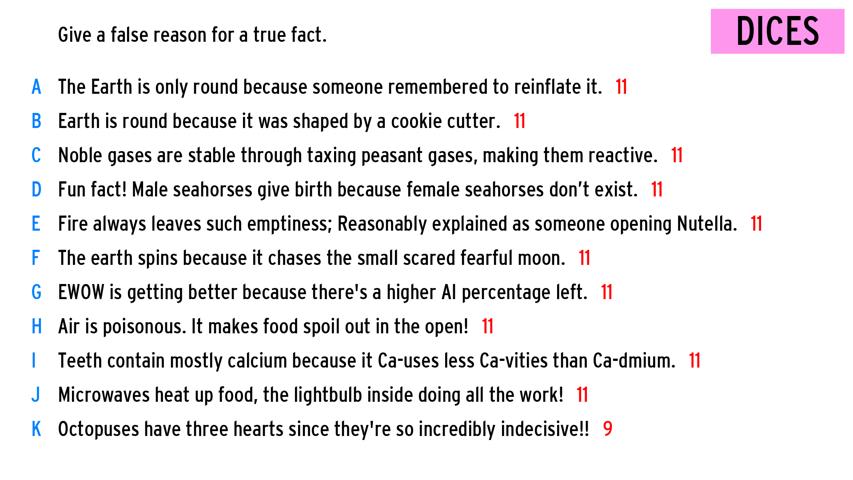 Give a false reason for a true fact.
DICES
A The Earth is only round because someone remembered to reinflate it. 11
B Earth is round because it was shaped by a cookie cutter. 11
C Noble gases are stable through taxing peasant gases, making them reactive. 11
D Fun fact! Male seahorses give birth because female seahorses don’t exist. 11
E Fire always leaves such emptiness; Reasonably explained as someone opening Nutella. 11
F The earth spins because it chases the small scared fearful moon. 11
G EWOW is getting better because there's a higher AI percentage left. 11
H Air is poisonous. It makes food spoil out in the open! 11
I Teeth contain mostly calcium because it Ca-uses less Ca-vities than Ca-dmium. 11
J Microwaves heat up food, the lightbulb inside doing all the work! 11
K Octopuses have three hearts since they're so incredibly indecisive!! 9